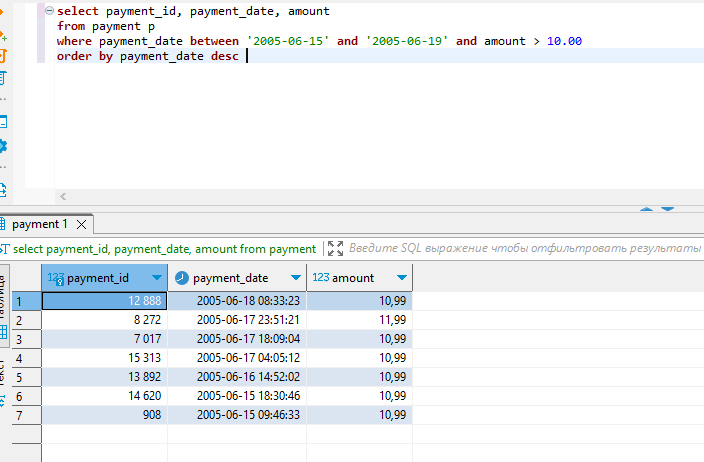 select payment_id, payment_date, amount
from payment p
where payment_date between '2005-06-15' and '2005-06-19' and amount > 10.00
order by payment_date desc
payment 1
select payment_id, payment_date, amount from payment
Введите SQL выражение чтобы отфильтровать результаты
123 payment_id payment_date 123 amount
1 12 888 2005-06-18 08:33:23 10,99
2 8 272 2005-06-17 23:51:21 11,99
3 7 017 2005-06-17 18:09:04 10,99
4 15 313 2005-06-17 04:05:12 10,99
5 13 892 2005-06-16 14:52:02 10,99
6 14 620 2005-06-15 18:30:46 10,99
7 908 2005-06-15 09:46:33 10,99